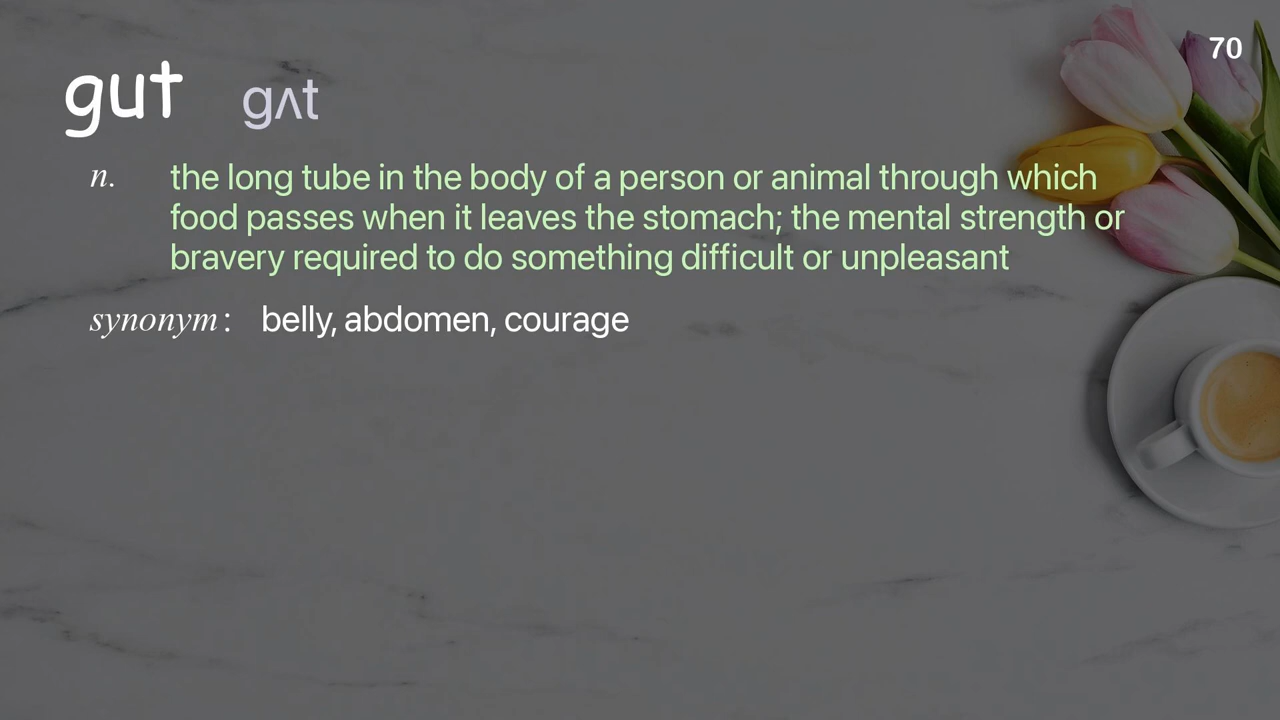 70
gut gʌt
n. the long tube in the body of a person or animal through which
food passes when it leaves the stomach; the mental strength or
bravery required to do something difficult or unpleasant
synonym : belly, abdomen, courage